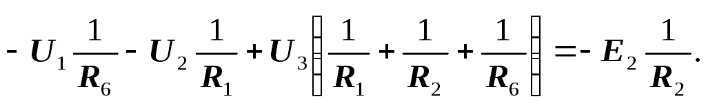 - U₁ 1/R₆ - U₂ 1/R₁ + U₃ (1/R₁ + 1/R₂ + 1/R₆) = - E₂ 1/R₂.